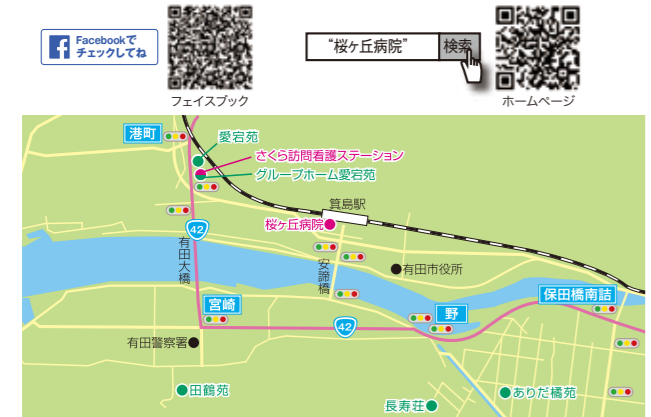 Facebookで
チェックしてね
フェイスブック
“桜ヶ丘病院”
検索
ホームページ
港町
愛宕苑
さくら訪問看護ステーション
グループホーム愛宕苑
箕島駅
桜ヶ丘病院
42
有田大橋
安諦橋
有田市役所
保田橋南詰
宮崎
野
42
有田警察署
田鶴苑
長寿荘
ありだ橘苑